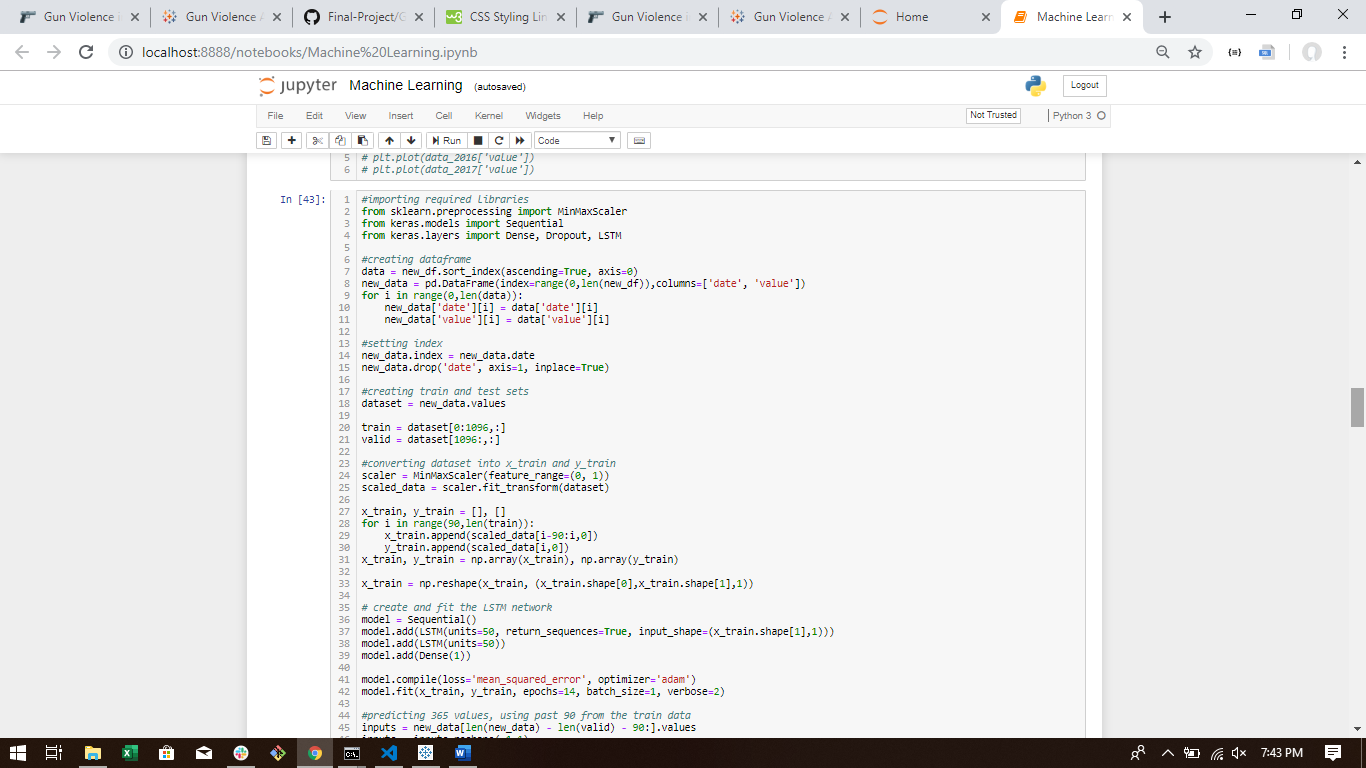 Gun Violence i
Gun Violence A
Final-Project/G
CSS Styling Lin
Gun Violence i
Gun Violence A
Home
Machine Learn
localhost:8888/notebooks/Machine%20Learning.ipynb
jupyter Machine Learning (autosaved)
Logout
File Edit View Insert Cell Kernel Widgets Help
Not Trusted
Python 3
Run
Code
5 # plt.plot(data_2016['value'])
6 # plt.plot(data_2017['value'])
In [43]:
1 #importing required libraries
2 from sklearn.preprocessing import MinMaxScaler
3 from keras.models import Sequential
4 from keras.layers import Dense, Dropout, LSTM
5
6 #creating dataframe
7 data = new_df.sort_index(ascending=True, axis=0)
8 new_data = pd.DataFrame(index=range(0,len(new_df)),columns=['date', 'value'])
9 for i in range(0,len(data)):
10 new_data['date'][i] = data['date'][i]
11 new_data['value'][i] = data['value'][i]
12
13 #setting index
14 new_data.index = new_data.date
15 new_data.drop('date', axis=1, inplace=True)
16
17 #creating train and test sets
18 dataset = new_data.values
19
20 train = dataset[0:1096,:]
21 valid = dataset[1096:,:]
22
23 #converting dataset into x_train and y_train
24 scaler = MinMaxScaler(feature_range=(0, 1))
25 scaled_data = scaler.fit_transform(dataset)
26
27 x_train, y_train = [], []
28 for i in range(90,len(train)):
29 x_train.append(scaled_data[i-90:i,0])
30 y_train.append(scaled_data[i,0])
31 x_train, y_train = np.array(x_train), np.array(y_train)
32
33 x_train = np.reshape(x_train, (x_train.shape[0],x_train.shape[1],1))
34
35 # create and fit the LSTM network
36 model = Sequential()
37 model.add(LSTM(units=50, return_sequences=True, input_shape=(x_train.shape[1],1)))
38 model.add(LSTM(units=50))
39 model.add(Dense(1))
40
41 model.compile(loss='mean_squared_error', optimizer='adam')
42 model.fit(x_train, y_train, epochs=14, batch_size=1, verbose=2)
43
44 #predicting 365 values, using past 90 from the train data
45 inputs = new_data[len(new_data) - len(valid) - 90:].values
7:43 PM